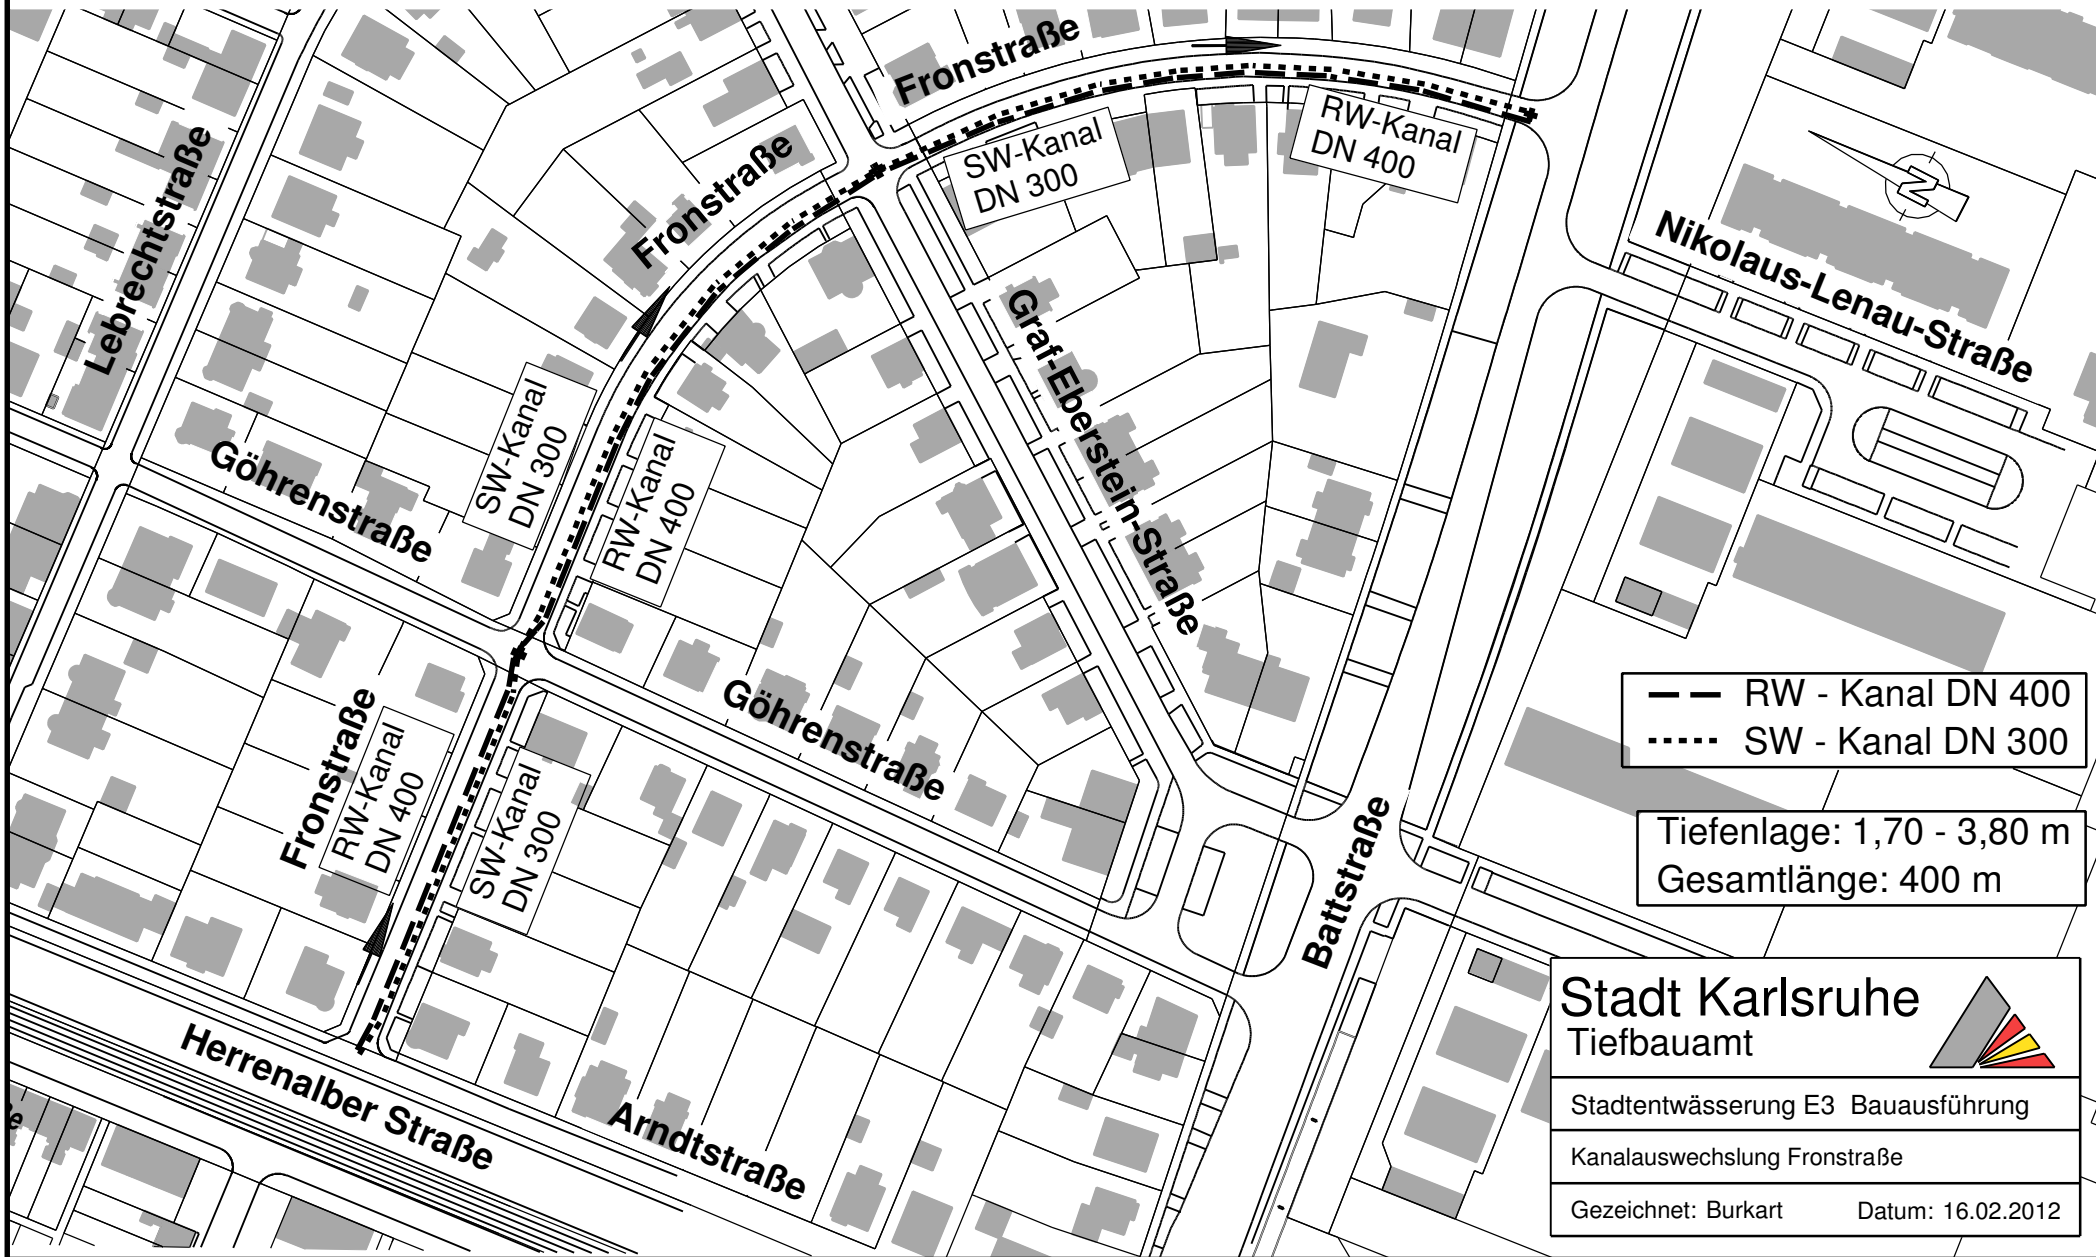 Fronstraße
SW-Kanal
DN 300
RW-Kanal
DN 400
Lebrechtstraße
Fronstraße
Nikolaus-Lenau-Straße
N
Graf-Eberstein-Straße
SW-Kanal
DN 300
RW-Kanal
DN 400
Göhrenstraße
Göhrenstraße
Fronstraße
RW-Kanal
DN 400
SW-Kanal
DN 300
Battstraße
Herrenalber Straße
Arndtstraße
RW - Kanal DN 400
SW - Kanal DN 300
Tiefenlage: 1,70 - 3,80 m
Gesamtlänge: 400 m
Stadt Karlsruhe
Tiefbauamt
Stadtentwässerung E3 Bauausführung
Kanalauswechslung Fronstraße
Gezeichnet: Burkart Datum: 16.02.2012